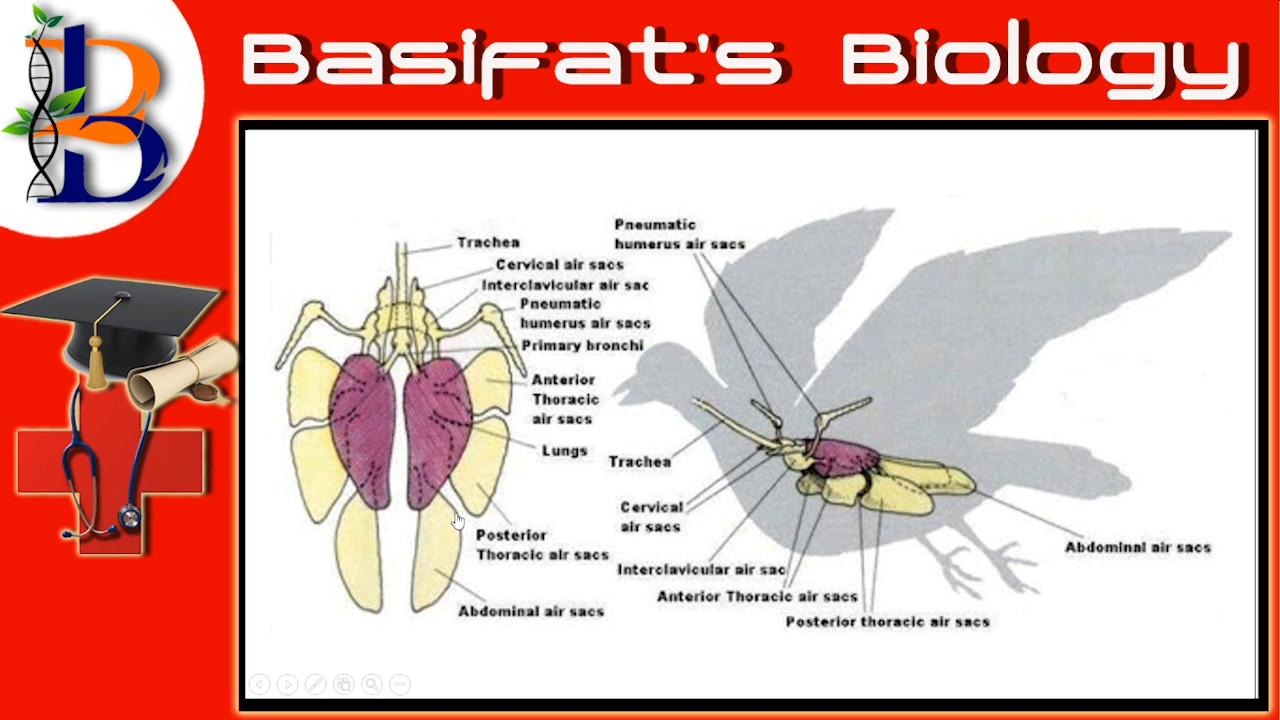 Basifat's Biology
B
Trachea
Cervical air sacs
Interclavicular air sac
Pneumatic
humerus air sacs
Primary bronchi
Anterior
Thoracic
air sacs
Lungs
Posterior
Thoracic air sacs
Abdominal air sacs
Pneumatic
humerus air sacs
Trachea
Cervical
air sacs
Interclavicular air sac
Anterior Thoracic air sacs
Posterior thoracic air sacs
Abdominal air sacs